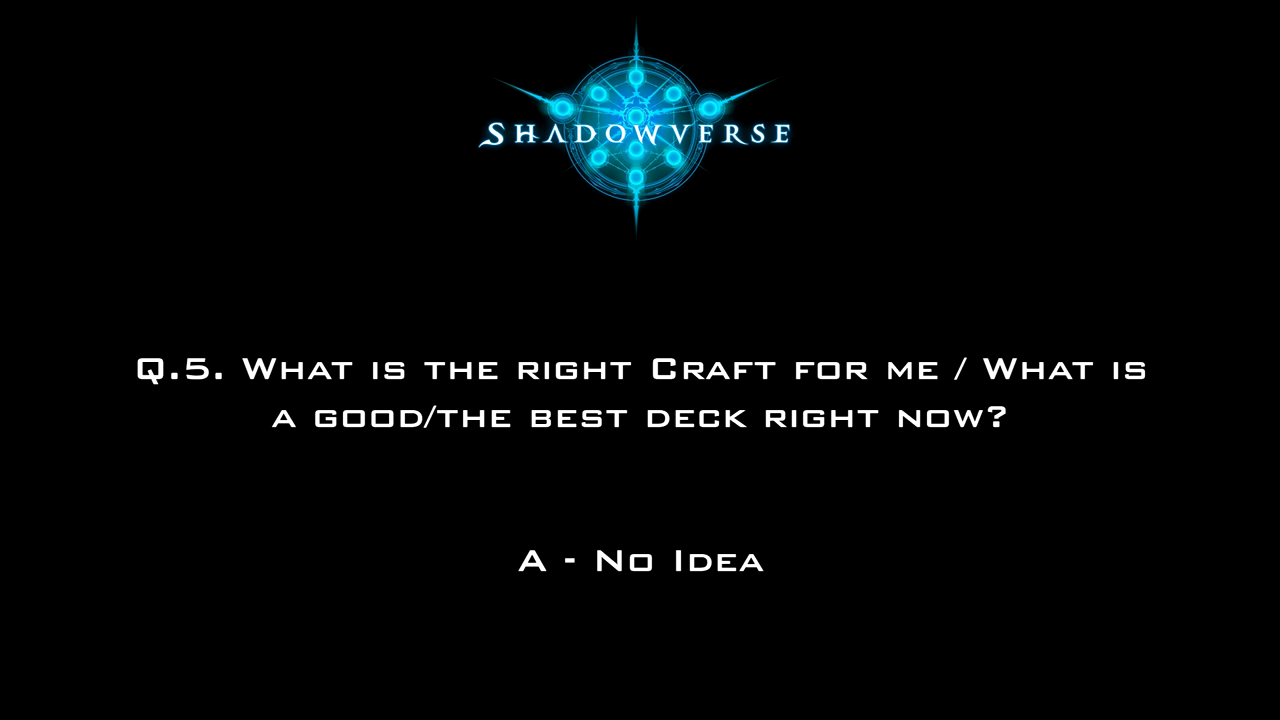 SHADOWVERSE
Q.5. WHAT IS THE RIGHT CRAFT FOR ME / WHAT IS
A GOOD/THE BEST DECK RIGHT NOW?
A - NO IDEA